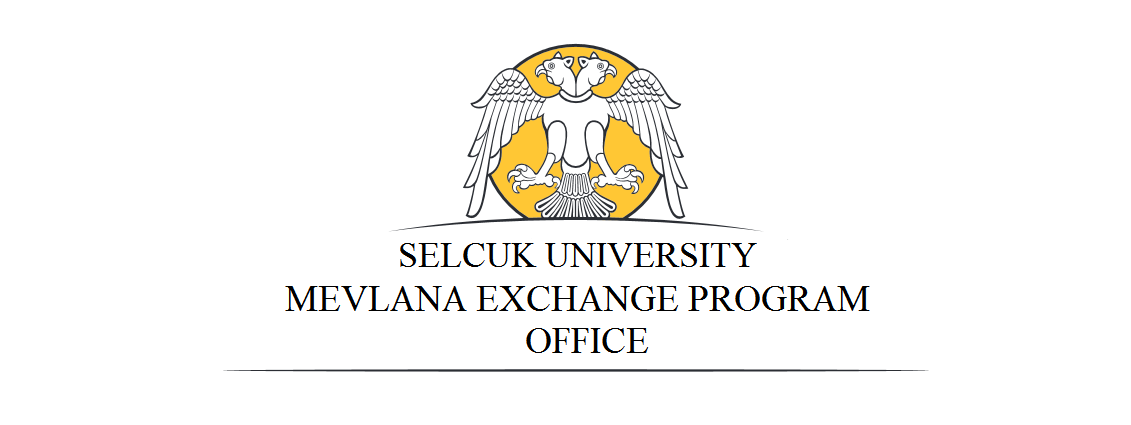 SELCUK UNIVERSITY
MEVLANA EXCHANGE PROGRAM
OFFICE